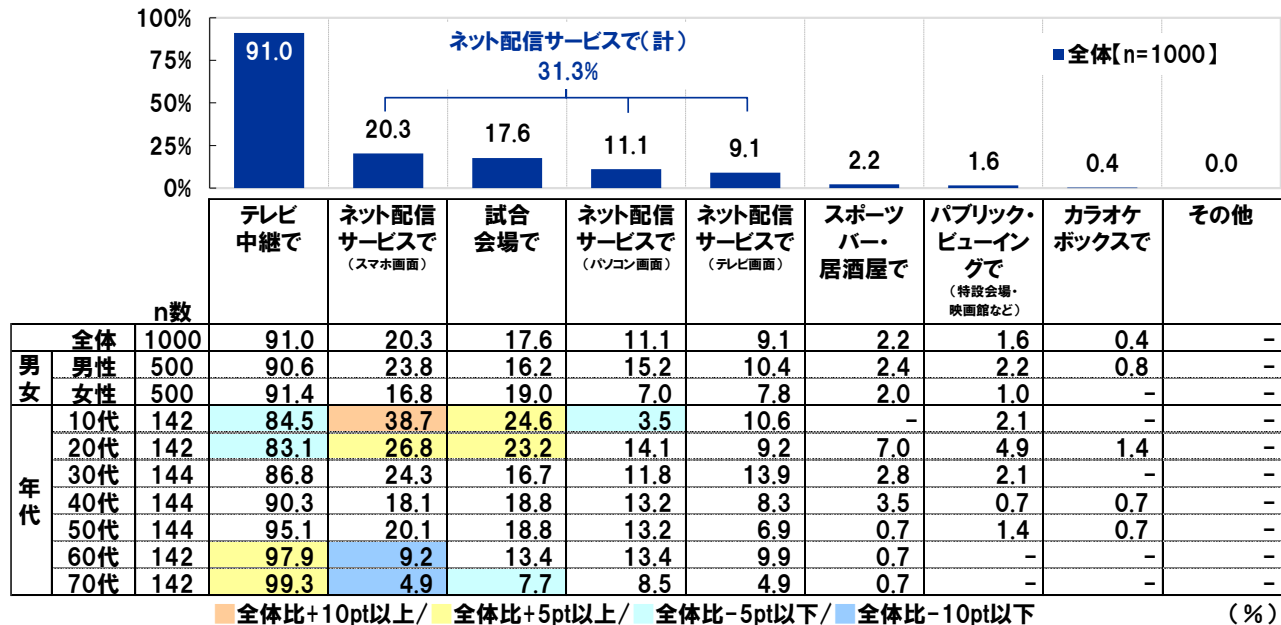 100%
75%
50%
25%
0%
ネット配信サービスで(計)
31.3%
■全体【n=1000】
91.0 20.3 17.6 11.1 9.1 2.2 1.6 0.4 0.0
n数
テレビ
中継で
ネット配信
サービスで
(スマホ画面)
試合
会場で
ネット配信
サービスで
(パソコン画面)
ネット配信
サービスで
(テレビ画面)
スポーツ
バー・
居酒屋で
パブリック・
ビューイン
グで
(特設会場・
映画館など)
カラオケ
ボックスで
その他
全体 1000 91.0 20.3 17.6 11.1 9.1 2.2 1.6 0.4 -
男女
男性 500 90.6 23.8 16.2 15.2 10.4 2.4 2.2 0.8 -
女性 500 91.4 16.8 19.0 7.0 7.8 2.0 1.0 - -
年代
10代 142 84.5 38.7 24.6 3.5 10.6 - 2.1 - -
20代 142 83.1 26.8 23.2 14.1 9.2 7.0 4.9 1.4 -
30代 144 86.8 24.3 16.7 11.8 13.9 2.8 2.1 - -
40代 144 90.3 18.1 18.8 13.2 8.3 3.5 0.7 0.7 -
50代 144 95.1 20.1 18.8 13.2 6.9 0.7 1.4 0.7 -
60代 142 97.9 9.2 13.4 13.4 9.9 0.7 - - -
70代 142 99.3 4.9 7.7 8.5 4.9 0.7 - - -
■全体比+10pt以上/■全体比+5pt以上/■全体比-5pt以下/■全体比-10pt以下 (%)